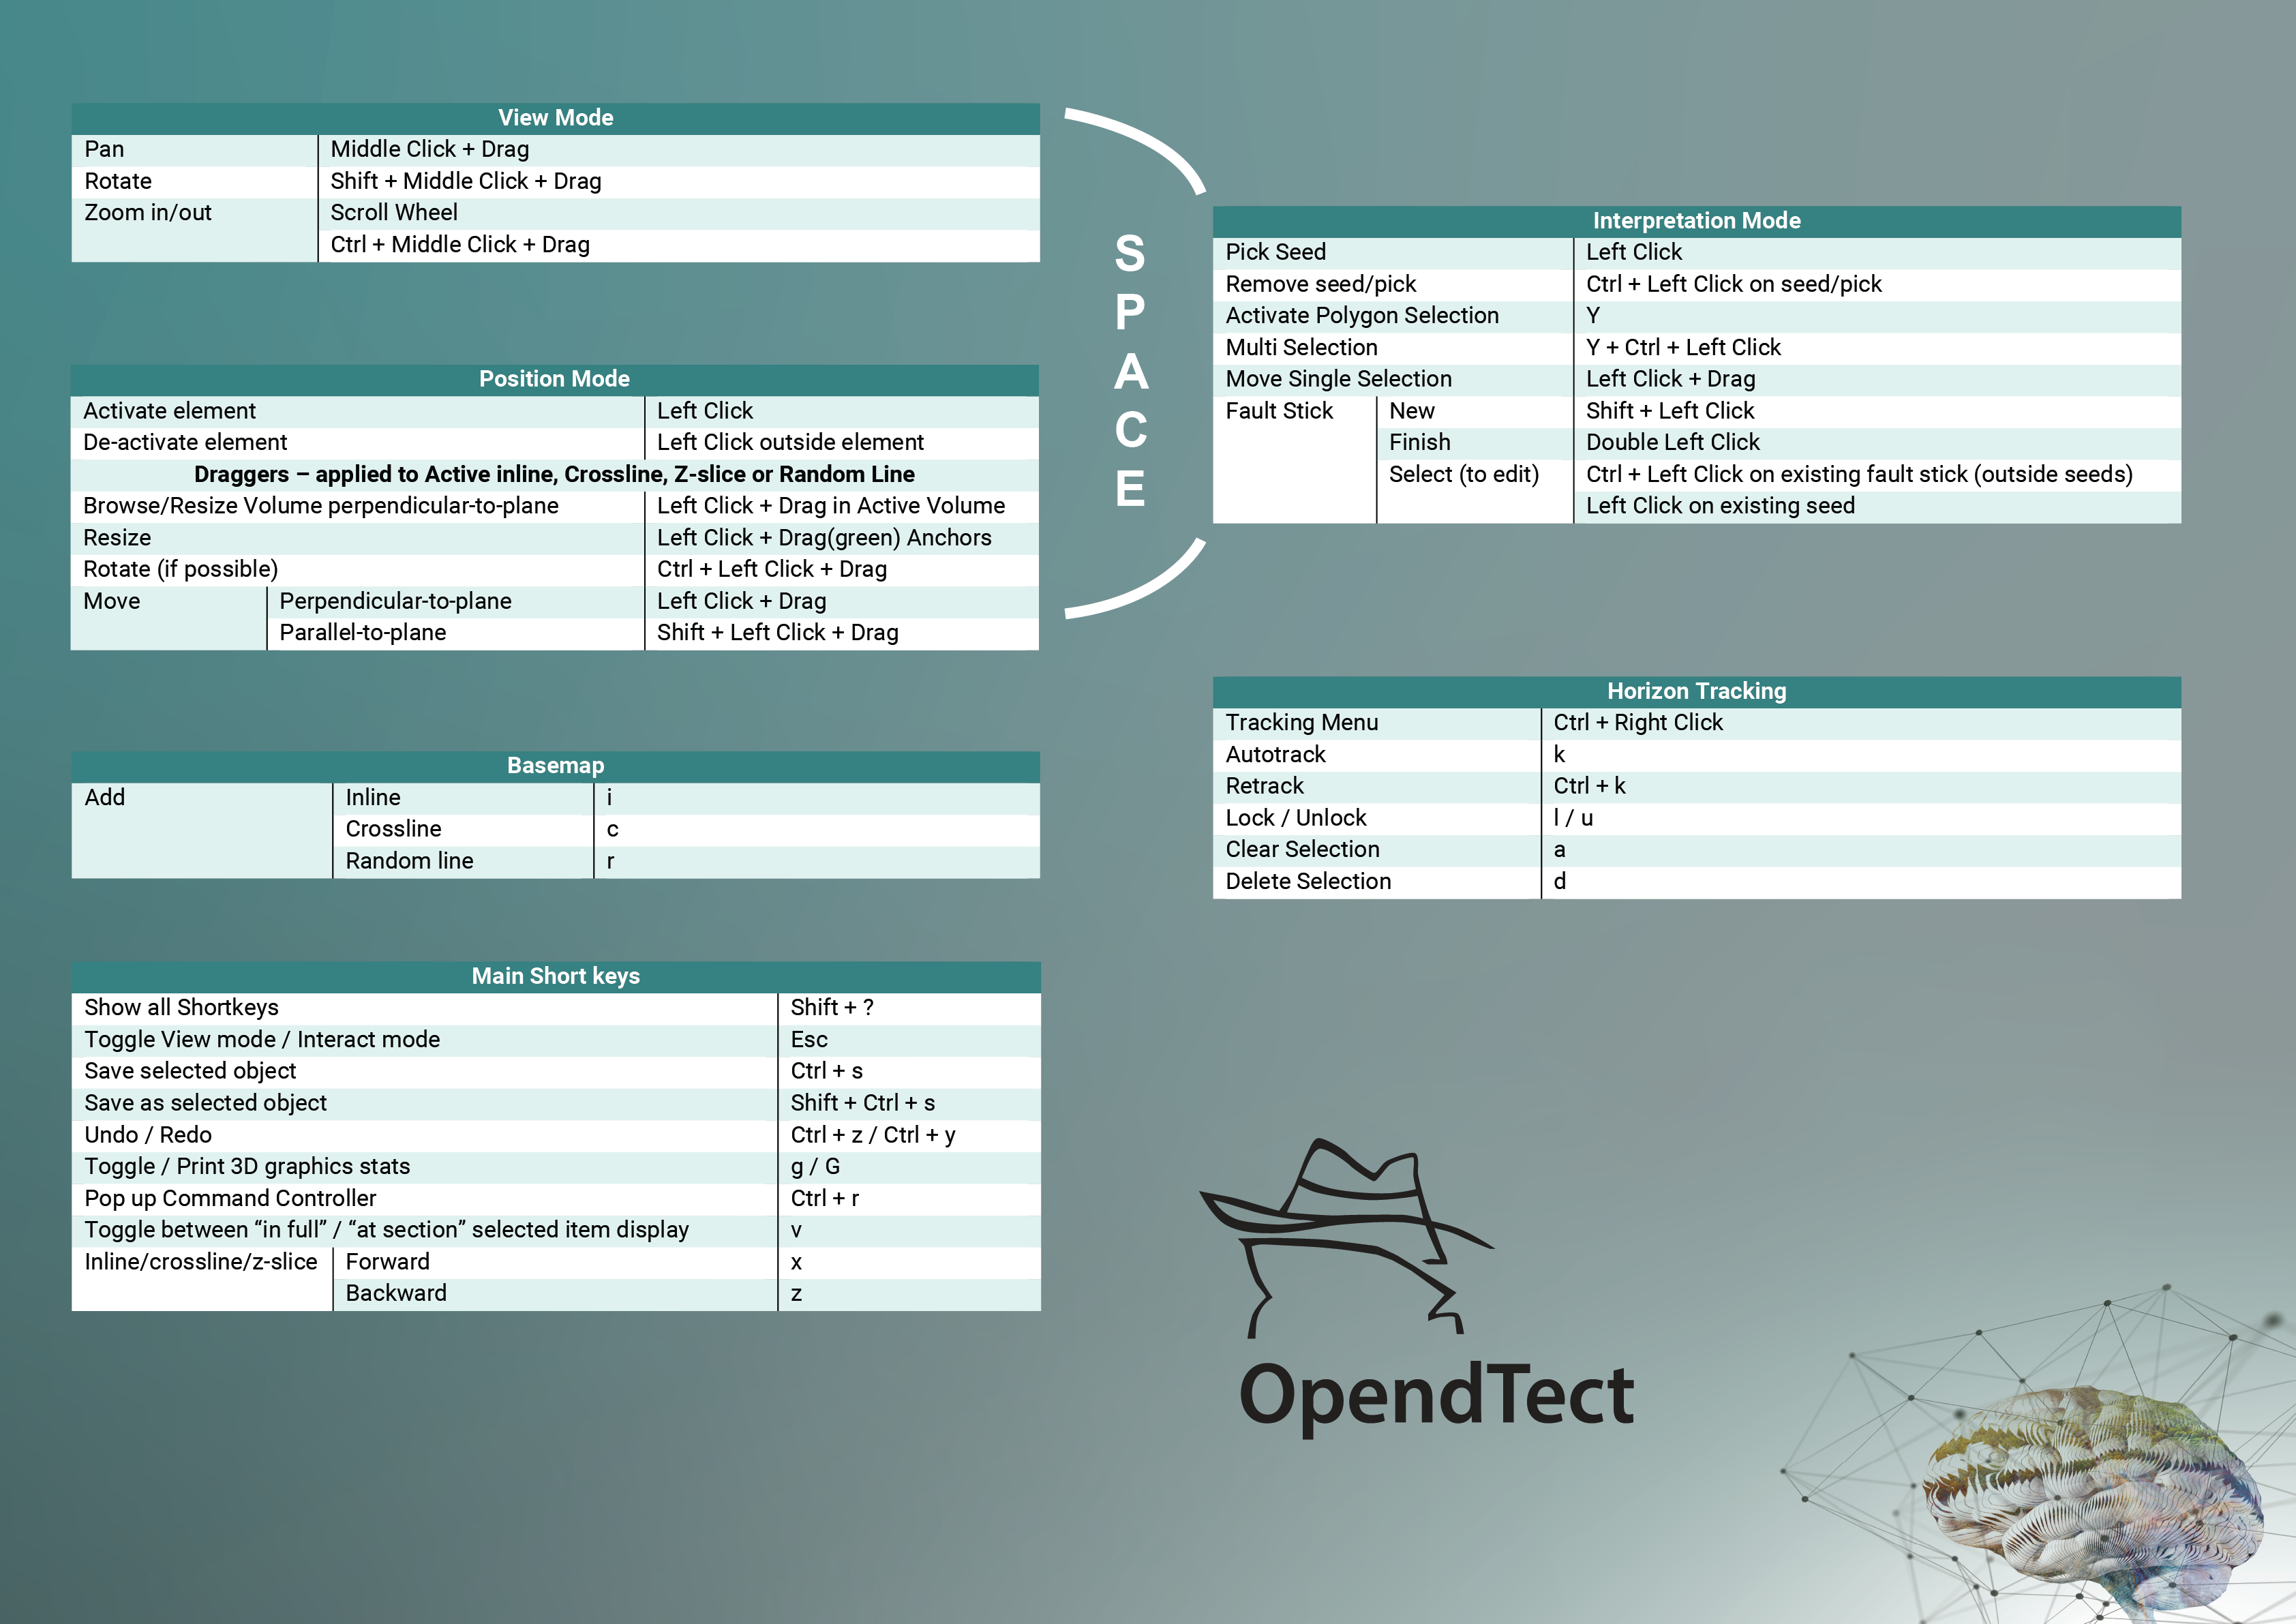 View Mode
Pan Middle Click + Drag
Rotate Shift + Middle Click + Drag
Zoom in/out Scroll Wheel
Ctrl + Middle Click + Drag
Position Mode
Activate element Left Click
De-activate element Left Click outside element
Draggers – applied to Active inline, Crossline, Z-slice or Random Line
Browse/Resize Volume perpendicular-to-plane Left Click + Drag in Active Volume
Resize Left Click + Drag(green) Anchors
Rotate (if possible) Ctrl + Left Click + Drag
Move Perpendicular-to-plane Left Click + Drag
Parallel-to-plane Shift + Left Click + Drag
SPACE
Interpretation Mode
Pick Seed Left Click
Remove seed/pick Ctrl + Left Click on seed/pick
Activate Polygon Selection Y
Multi Selection Y + Ctrl + Left Click
Move Single Selection Left Click + Drag
Fault Stick New Shift + Left Click
Finish Double Left Click
Select (to edit) Ctrl + Left Click on existing fault stick (outside seeds)
Left Click on existing seed
Basemap
Add Inline i
Crossline c
Random line r
Horizon Tracking
Tracking Menu Ctrl + Right Click
Autotrack k
Retrack Ctrl + k
Lock / Unlock l / u
Clear Selection a
Delete Selection d
Main Short keys
Show all Shortkeys Shift + ?
Toggle View mode / Interact mode Esc
Save selected object Ctrl + s
Save as selected object Shift + Ctrl + s
Undo / Redo Ctrl + z / Ctrl + y
Toggle / Print 3D graphics stats g / G
Pop up Command Controller Ctrl + r
Toggle between “in full” / “at section” selected item display v
Inline/crossline/z-slice Forward x
Backward z
OpendTect